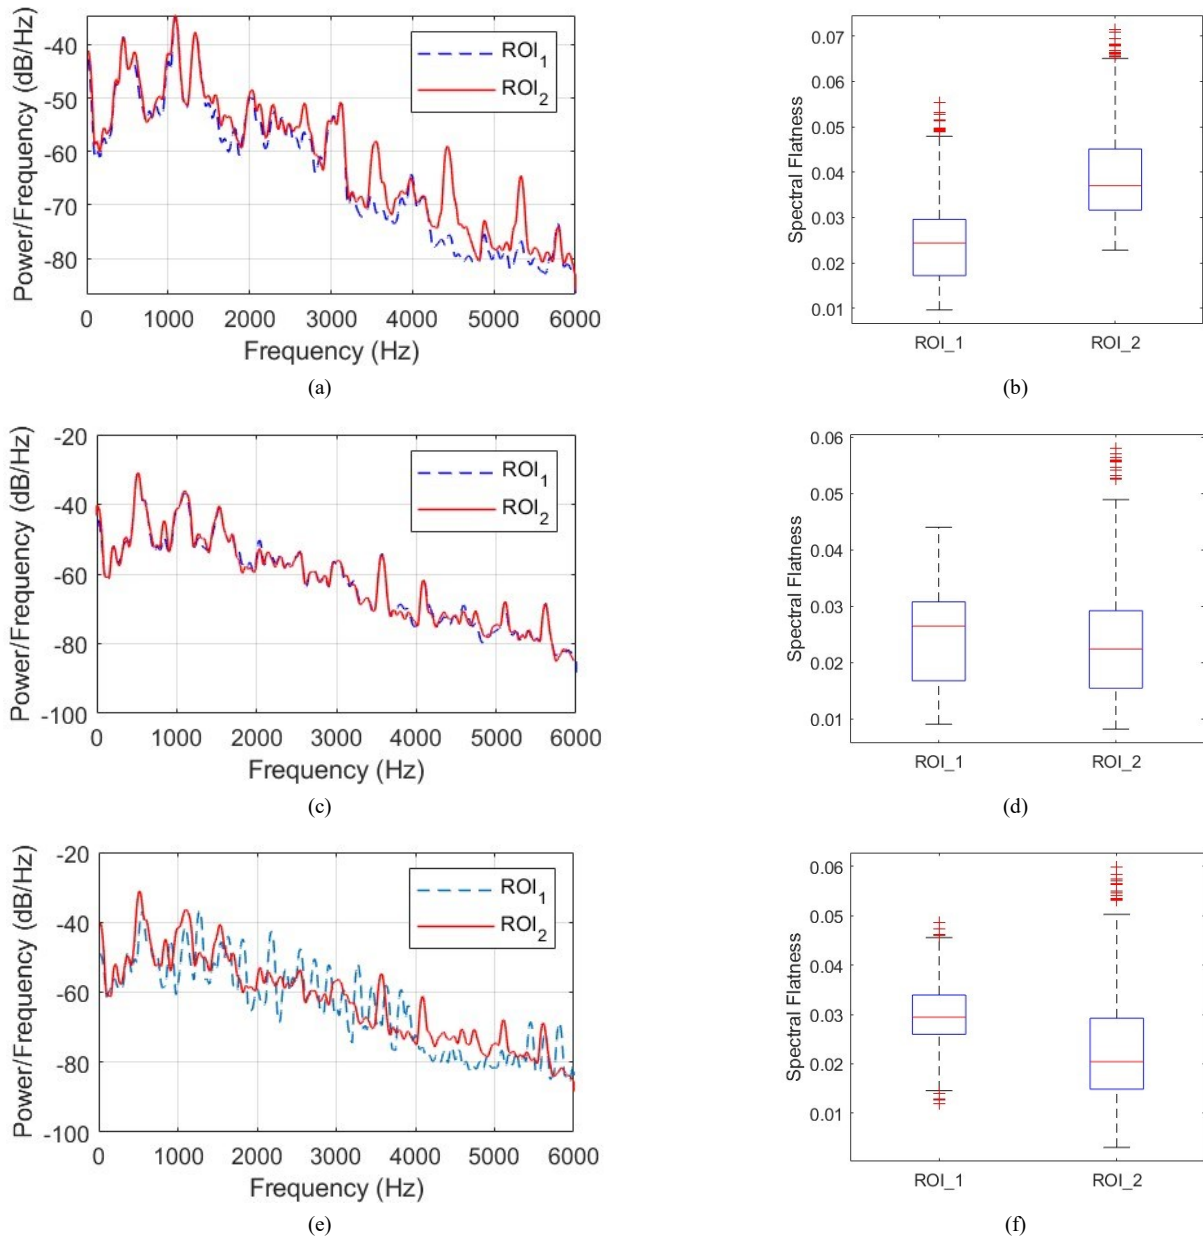 Power/Frequency (dB/Hz)
-40
-50
-60
-70
-80
ROI1
ROI2
0 1000 2000 3000 4000 5000 6000
Frequency (Hz)
(a)
Spectral Flatness
0.07
0.06
0.05
0.04
0.03
0.02
0.01
ROI_1 ROI_2
(b)
Power/Frequency (dB/Hz)
-20
-40
-60
-80
-100
ROI1
ROI2
0 1000 2000 3000 4000 5000 6000
Frequency (Hz)
(c)
Spectral Flatness
0.06
0.05
0.04
0.03
0.02
0.01
ROI_1 ROI_2
(d)
Power/Frequency (dB/Hz)
-20
-40
-60
-80
-100
ROI1
ROI2
0 1000 2000 3000 4000 5000 6000
Frequency (Hz)
(e)
Spectral Flatness
0.06
0.05
0.04
0.03
0.02
0.01
ROI_1 ROI_2
(f)